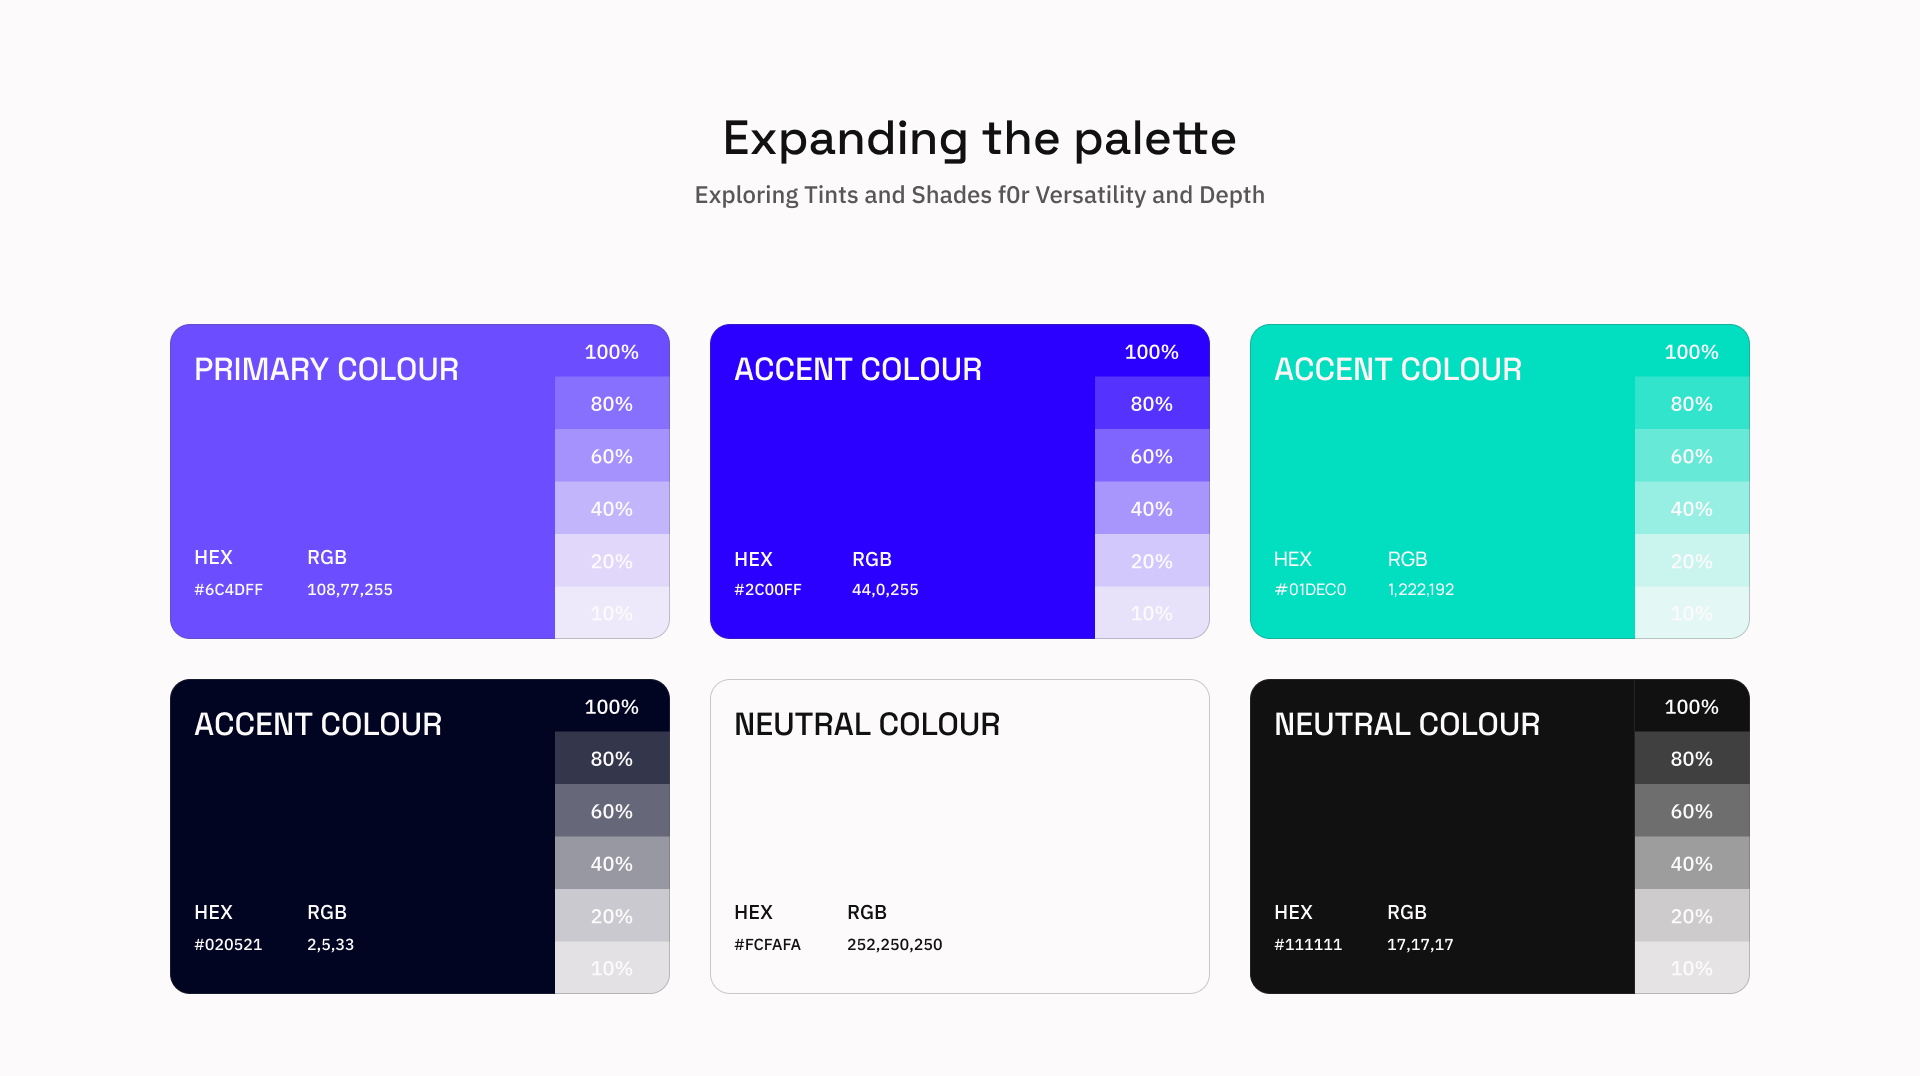 Expanding the palette
Exploring Tints and Shades f0r Versatility and Depth
PRIMARY COLOUR
100%
80%
60%
40%
20%
10%
HEX RGB
#6C4DFF 108,77,255
ACCENT COLOUR
100%
80%
60%
40%
20%
10%
HEX RGB
#2C00FF 44,0,255
ACCENT COLOUR
100%
80%
60%
40%
20%
10%
HEX RGB
#01DEC0 1,222,192
ACCENT COLOUR
100%
80%
60%
40%
20%
10%
HEX RGB
#020521 2,5,33
NEUTRAL COLOUR
HEX RGB
#FCFAFA 252,250,250
NEUTRAL COLOUR
100%
80%
60%
40%
20%
10%
HEX RGB
#111111 17,17,17